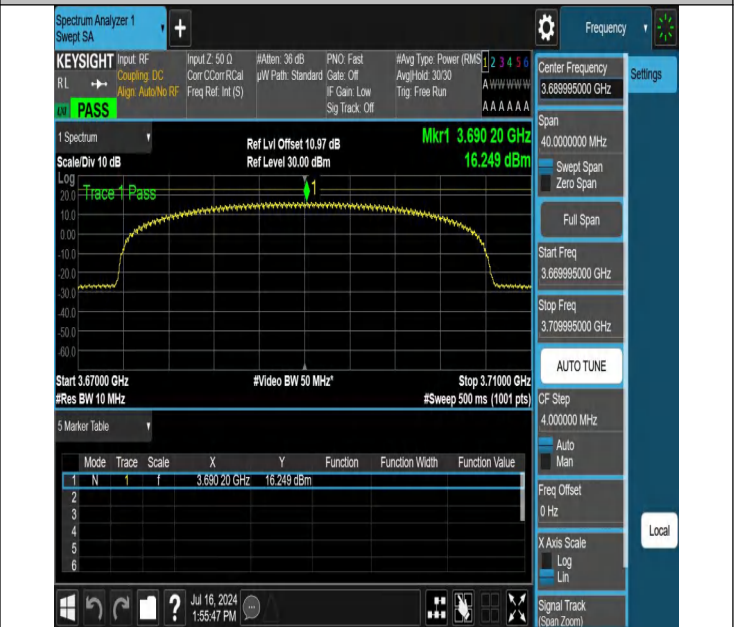 Spectrum Analyzer 1
Swept SA
+
Frequency
KEYSIGHT
RL
PASS
Input: RF
Coupling: DC
Align: Auto/No RF
Input Z: 50 Ω
Corr CCorr RCal
Freq Ref: Int (S)
#Atten: 36 dB
µW Path: Standard
PNO: Fast
Gate: Off
IF Gain: Low
Sig Track: Off
#Avg Type: Power (RMS
Avg|Hold: 30/30
Trig: Free Run
1 2 3 4 5 6
A W W W W W
A A A A A A
1 Spectrum
Scale/Div 10 dB
Ref Lvl Offset 10.97 dB
Ref Level 30.00 dBm
Mkr1 3.690 20 GHz
16.249 dBm
Log
Trace 1 Pass
1
20.0
10.0
0.00
-10.0
-20.0
-30.0
-40.0
-50.0
-60.0
Start 3.67000 GHz
#Video BW 50 MHz*
Stop 3.71000 GHz
#Res BW 10 MHz
#Sweep 500 ms (1001 pts)
5 Marker Table
Mode Trace Scale X Y Function Function Width Function Value
1 N 1 f 3.690 20 GHz 16.249 dBm
2
3
4
5
6
?
Jul 16, 2024
1:55:47 PM
Center Frequency
3.689995000 GHz
Settings
Span
40.0000000 MHz
Swept Span
Zero Span
Full Span
Start Freq
3.669995000 GHz
Stop Freq
3.709995000 GHz
AUTO TUNE
CF Step
4.000000 MHz
Auto
Man
Freq Offset
0 Hz
Local
X Axis Scale
Log
Lin
Signal Track
(Span Zoom)